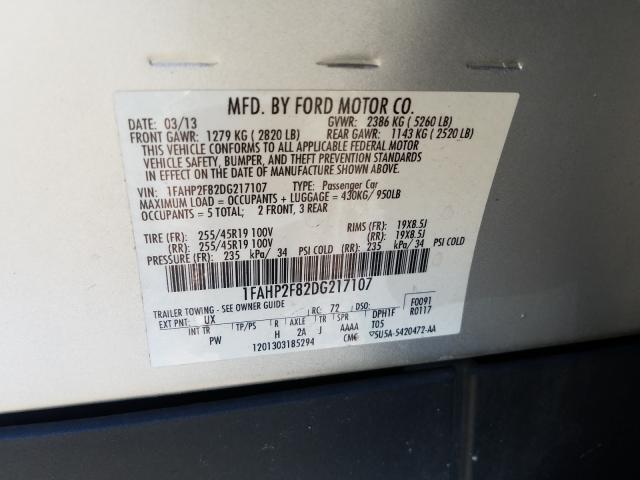 MFD. BY FORD MOTOR CO.
DATE: 03/13 GVWR: 2386 KG ( 5260 LB)
FRONT GAWR: 1279 KG ( 2820 LB) REAR GAWR: 1143 KG ( 2520 LB)
THIS VEHICLE CONFORMS TO ALL APPLICABLE FEDERAL MOTOR
VEHICLE SAFETY, BUMPER, AND THEFT PREVENTION STANDARDS
IN EFFECT ON THE DATE OF MANUFACTURE SHOWN ABOVE.
VIN: 1FAHP2F82DG217107 TYPE: Passenger Car
MAXIMUM LOAD = OCCUPANTS + LUGGAGE = 430KG/ 950LB
OCCUPANTS = 5 TOTAL; 2 FRONT, 3 REAR
TIRE (FR): 255/45R19 100V RIMS (FR): 19X8.5J
(RR): 255/45R19 100V (RR): 19X8.5J
PRESSURE (FR): 235 kPa/ 34 PSI COLD (RR): 235 kPa/ 34 PSI COLD
1FAHP2F82DG217107
TRAILER TOWING - SEE OWNER GUIDE
EXT PNT: UX RC: 72 DSO: F0091
INT TR TP/PS R AXLE TR SPR DPH1F R0117
PW H 2A J AAAA T05
1201303185294 CMC 5U5A-5420472-AA